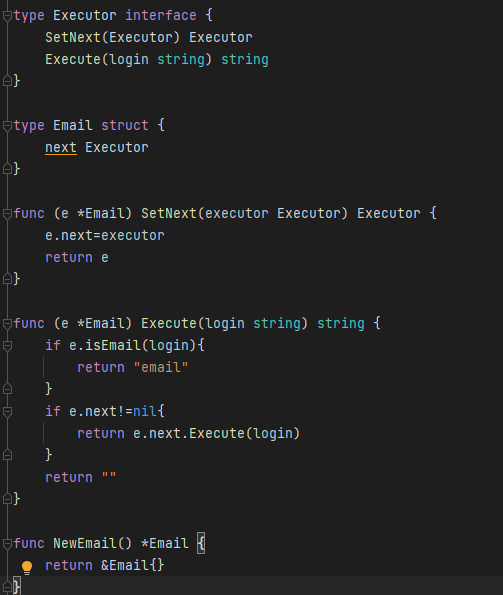 type Executor interface {
    SetNext(Executor) Executor
    Execute(login string) string
}

type Email struct {
    next Executor
}

func (e *Email) SetNext(executor Executor) Executor {
    e.next=executor
    return e
}

func (e *Email) Execute(login string) string {
    if e.isEmail(login){
        return "email"
    }
    if e.next!=nil{
        return e.next.Execute(login)
    }
    return ""
}

func NewEmail() *Email {
    return &Email{}
}